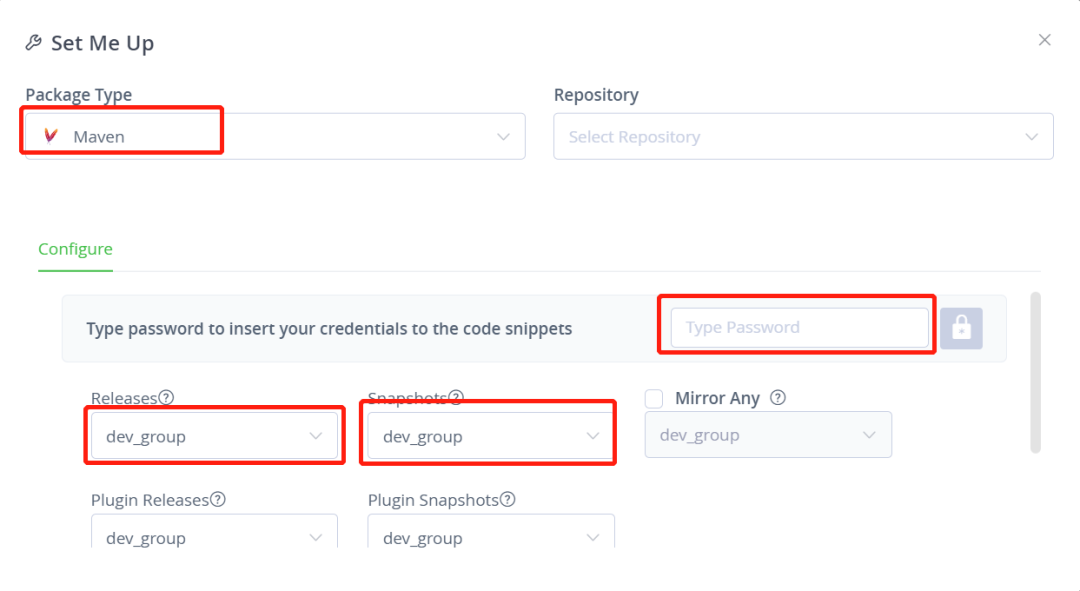 Set Me Up
Package Type
Repository
Maven
Select Repository
Configure
Type password to insert your credentials to the code snippets
Type Password
Releases
Snapshots
Mirror Any
dev_group
dev_group
dev_group
Plugin Releases
Plugin Snapshots
dev_group
dev_group